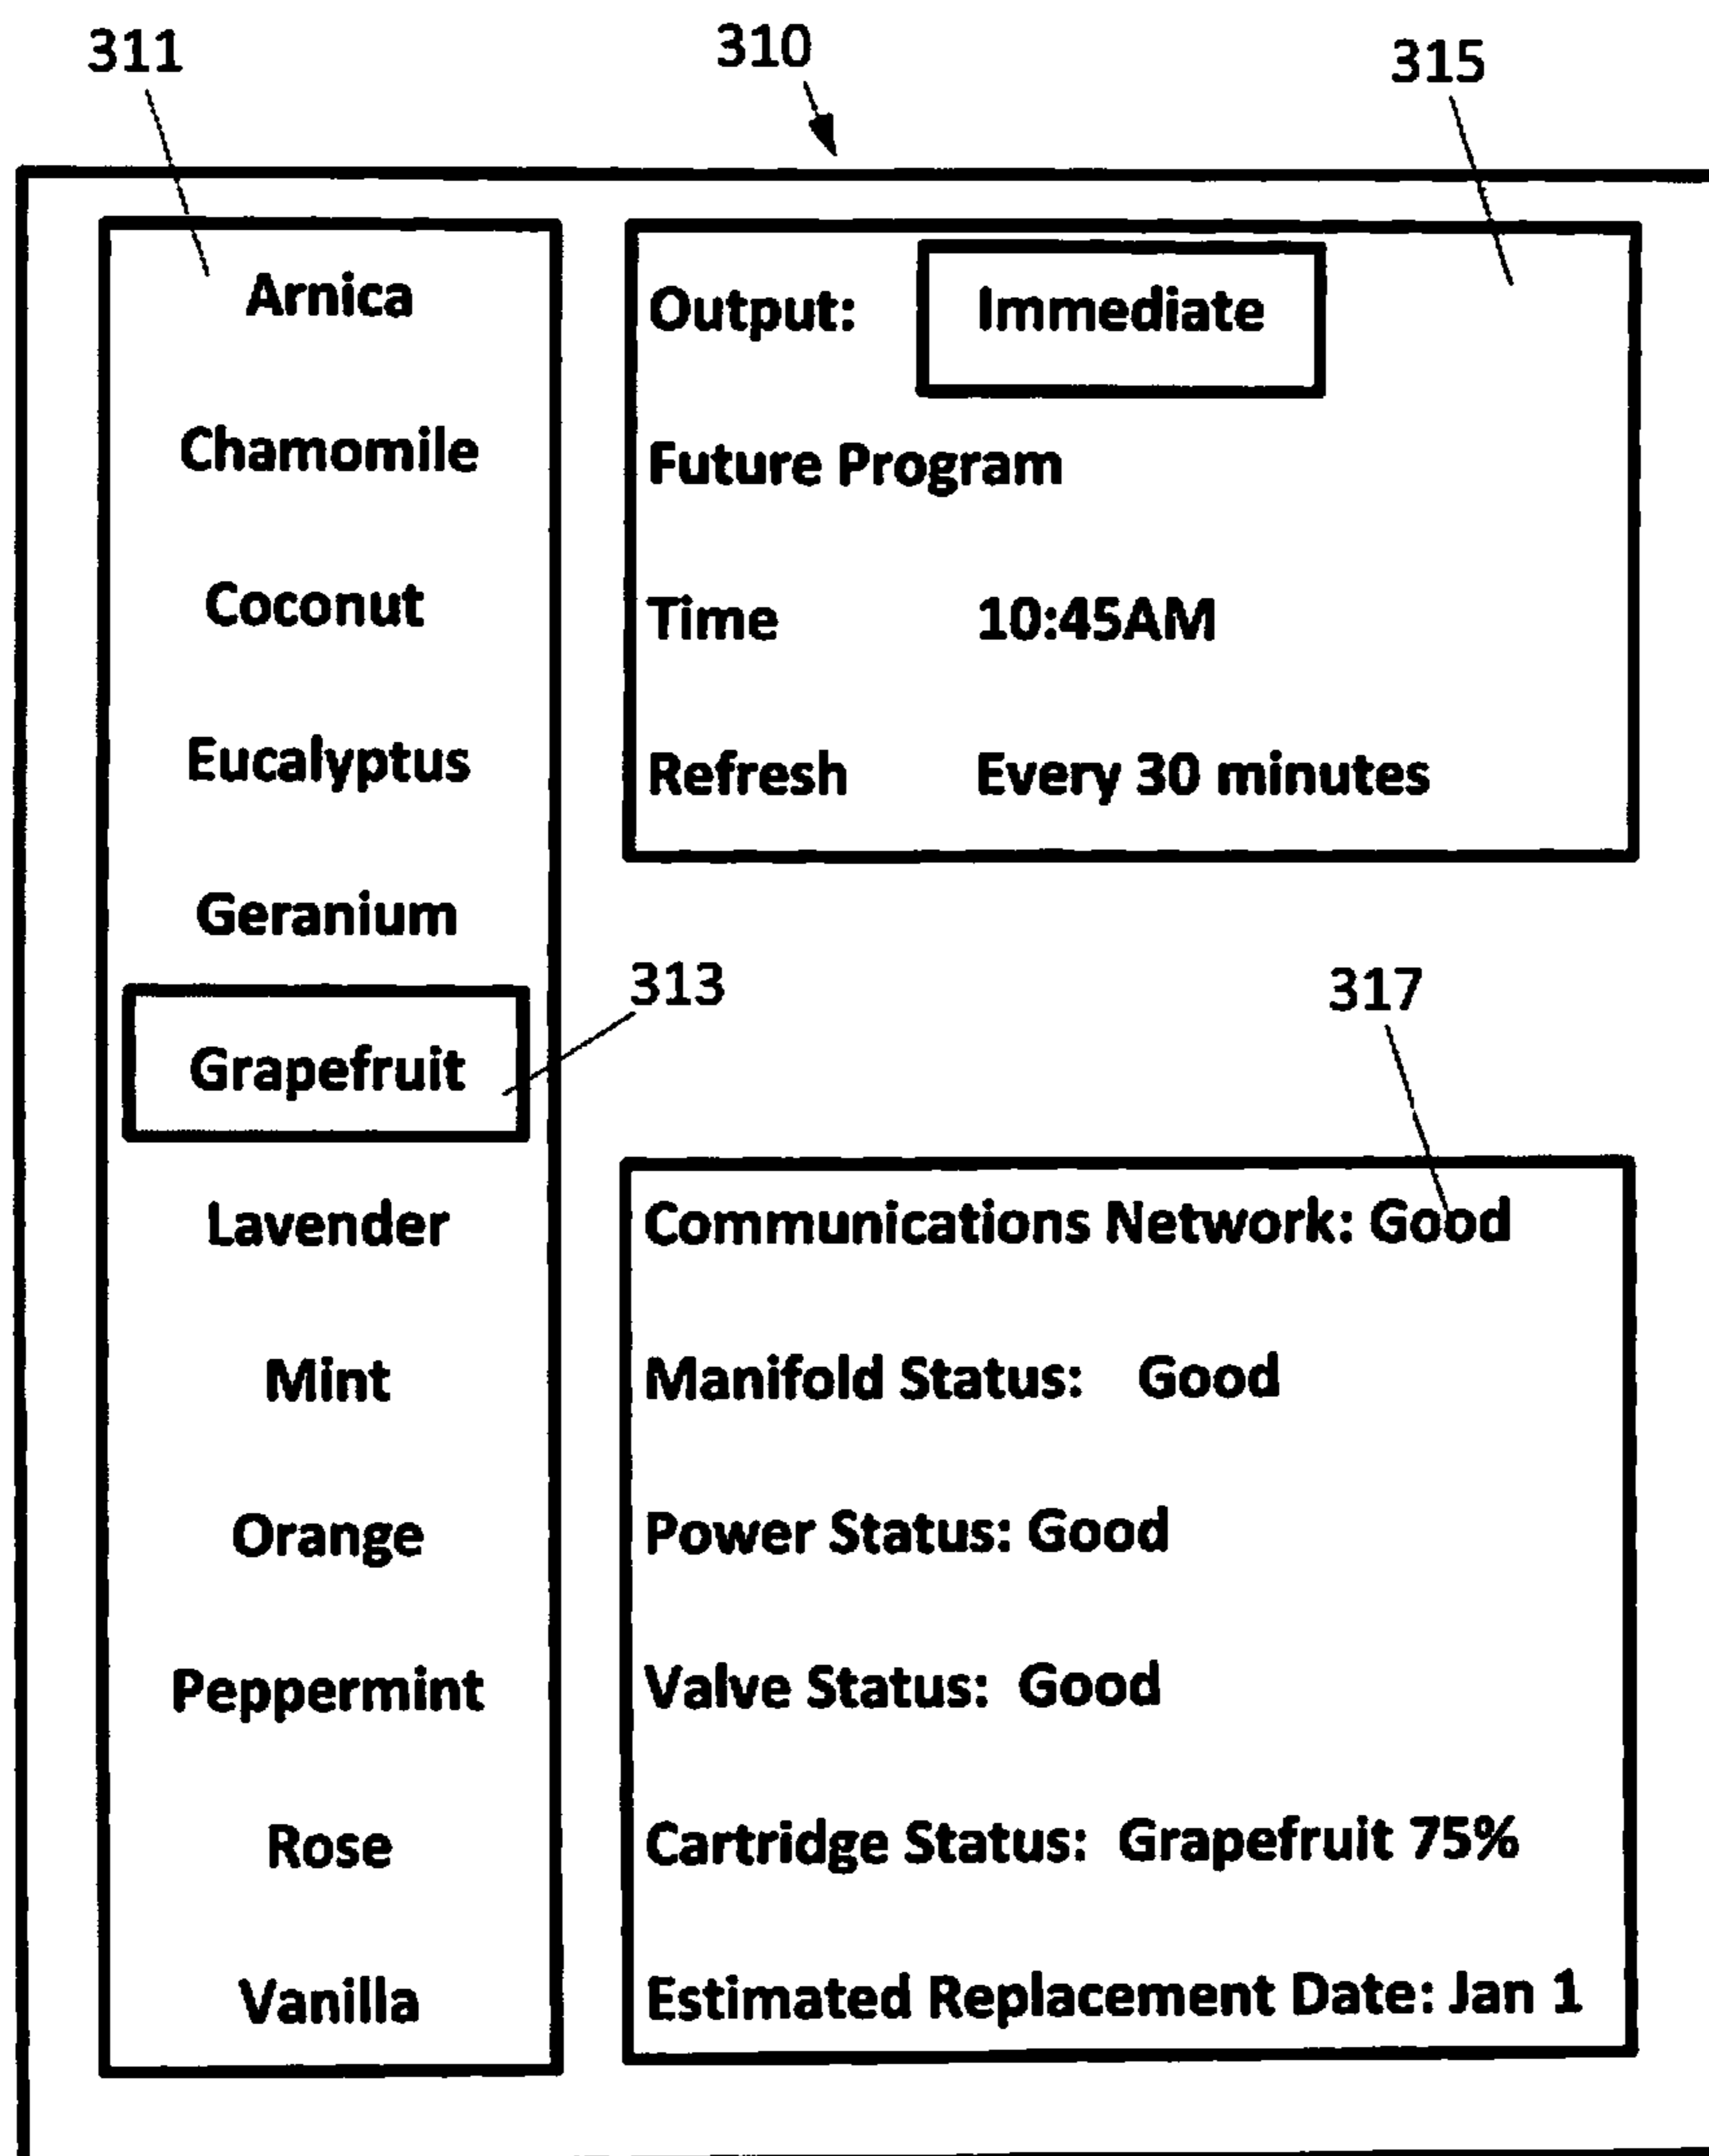 311
310
315
Arnica
Chamomile
Coconut
Eucalyptus
Geranium
Grapefruit
313
Lavender
Mint
Orange
Peppermint
Rose
Vanilla
Output: Immediate
Future Program
Time 10:45AM
Refresh Every 30 minutes
317
Communications Network: Good
Manifold Status: Good
Power Status: Good
Valve Status: Good
Cartridge Status: Grapefruit 75%
Estimated Replacement Date: Jan 1